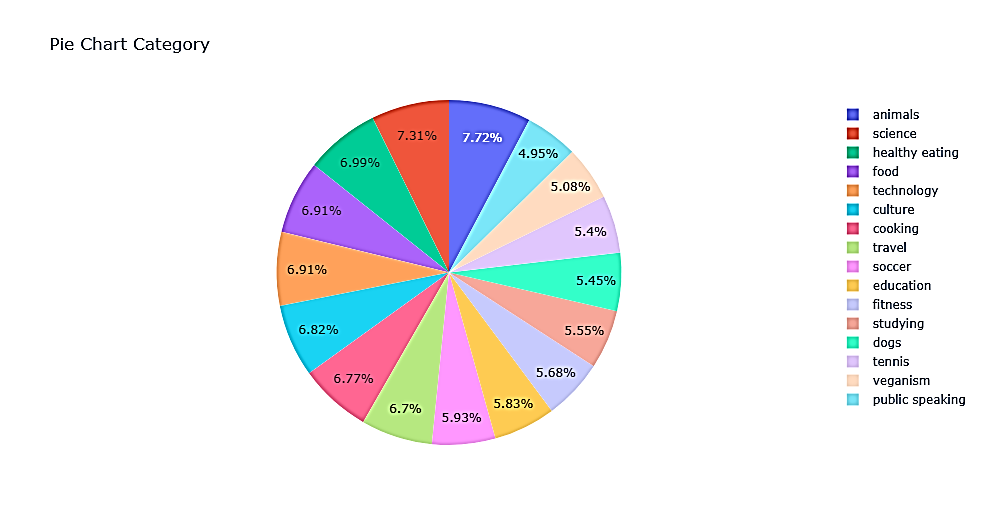 Pie Chart Category
7.31%
7.72%
4.95%
6.99%
5.08%
6.91%
5.4%
6.91%
5.45%
6.82%
5.55%
6.77%
5.68%
6.7%
5.93%
5.83%
animals
science
healthy eating
food
technology
culture
cooking
travel
soccer
education
fitness
studying
dogs
tennis
veganism
public speaking